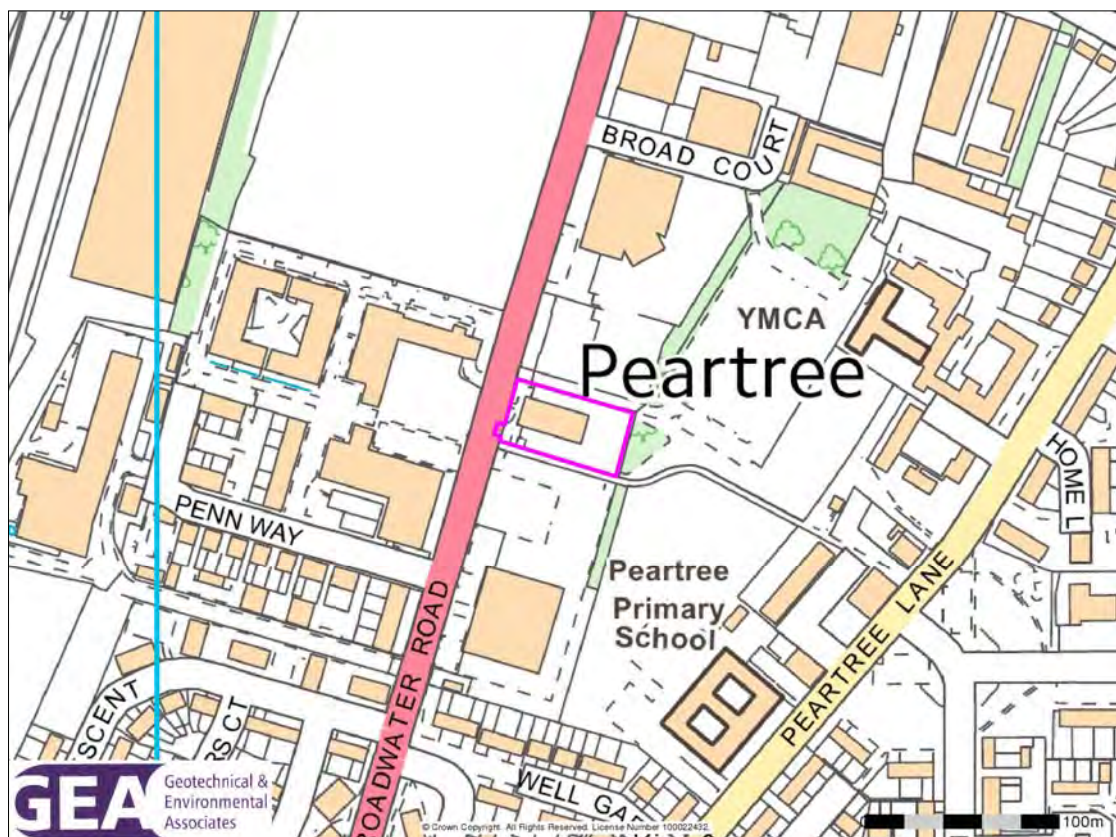 BROAD COURT
YMCA
Peartree
HOME L
PENN WAY
Peartree
Primary
School
PEARTREE LANE
ROADWATER ROAD
SCENT
RS CT
WELL GA
GEA
Geotechnical &
Environmental
Associates
© Crown Copyright. All Rights Reserved. License Number 100022432.
100m